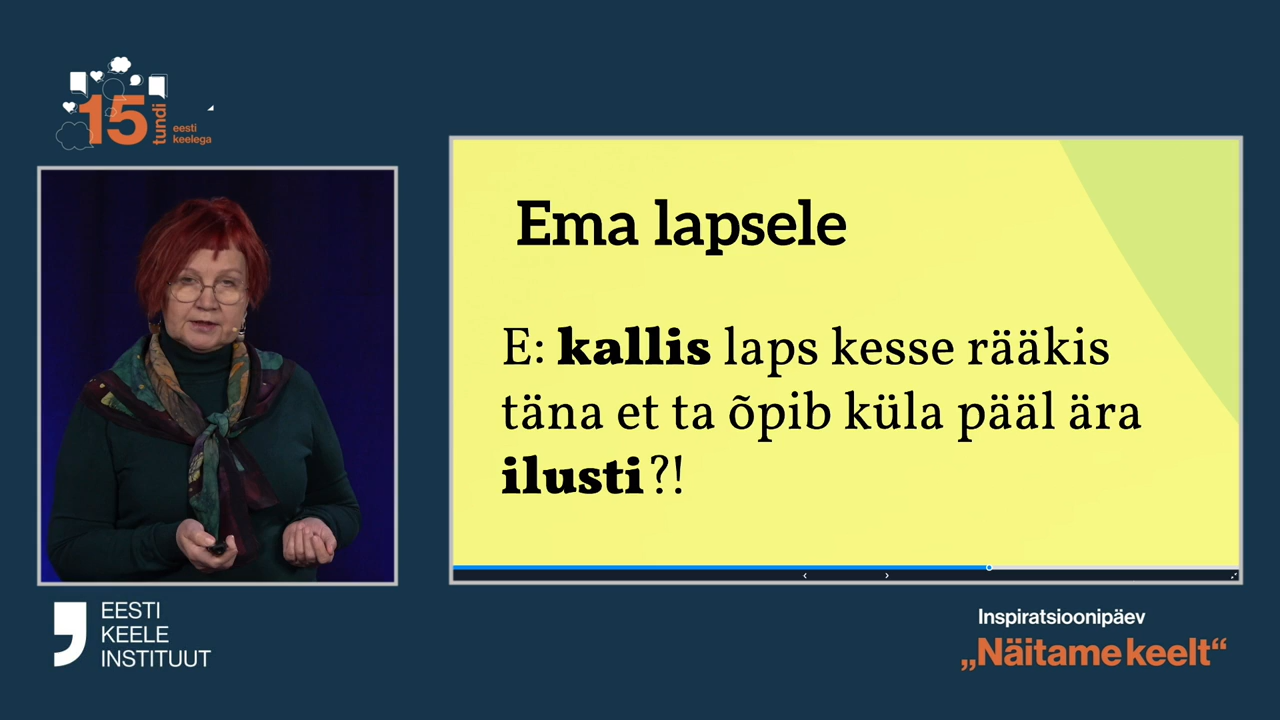 15
tundi
eesti
keelega
Ema lapsele
E: kallis laps kesse rääkis
täna et ta õpib küla pääl ära
ilusti?!
EESTI
KEELE
INSTITUUT
Inspiratsioonipäev
„Näitame keelt“